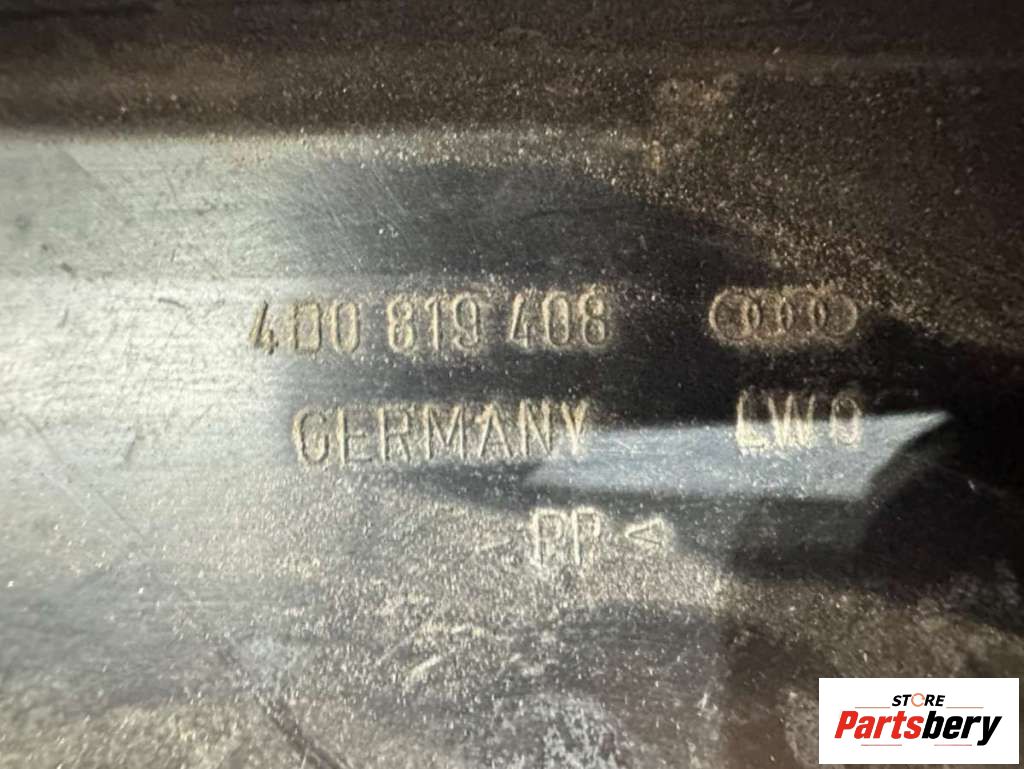 4D0 819 408
GERMANY LW0
>PP<
STORE
Partsbery